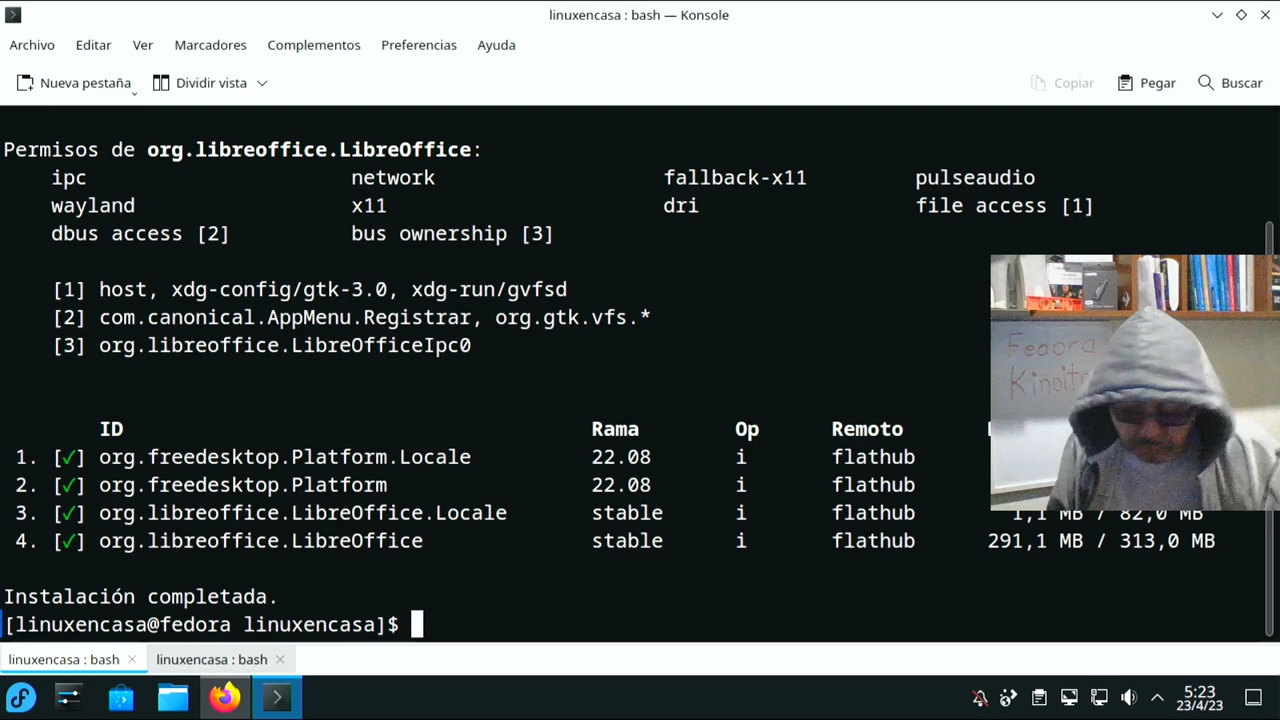 linuxencasa : bash — Konsole
Archivo Editar Ver Marcadores Complementos Preferencias Ayuda
Nueva pestaña Dividir vista Copiar Pegar Buscar
Permisos de org.libreoffice.LibreOffice:
ipc network fallback-x11 pulseaudio
wayland x11 dri file access [1]
dbus access [2] bus ownership [3]
[1] host, xdg-config/gtk-3.0, xdg-run/gvfsd
[2] com.canonical.AppMenu.Registrar, org.gtk.vfs.*
[3] org.libreoffice.LibreOfficeIpc0
Fedora
ID Rama Op Remoto
1. [✓] org.freedesktop.Platform.Locale 22.08 i flathub
2. [✓] org.freedesktop.Platform 22.08 i flathub
3. [✓] org.libreoffice.LibreOffice.Locale stable i flathub 1,1 MB / 82,0 MB
4. [✓] org.libreoffice.LibreOffice stable i flathub 291,1 MB / 313,0 MB
Instalación completada.
[linuxencasa@fedora linuxencasa]$
linuxencasa : bash linuxencasa : bash
5:23
23/4/23